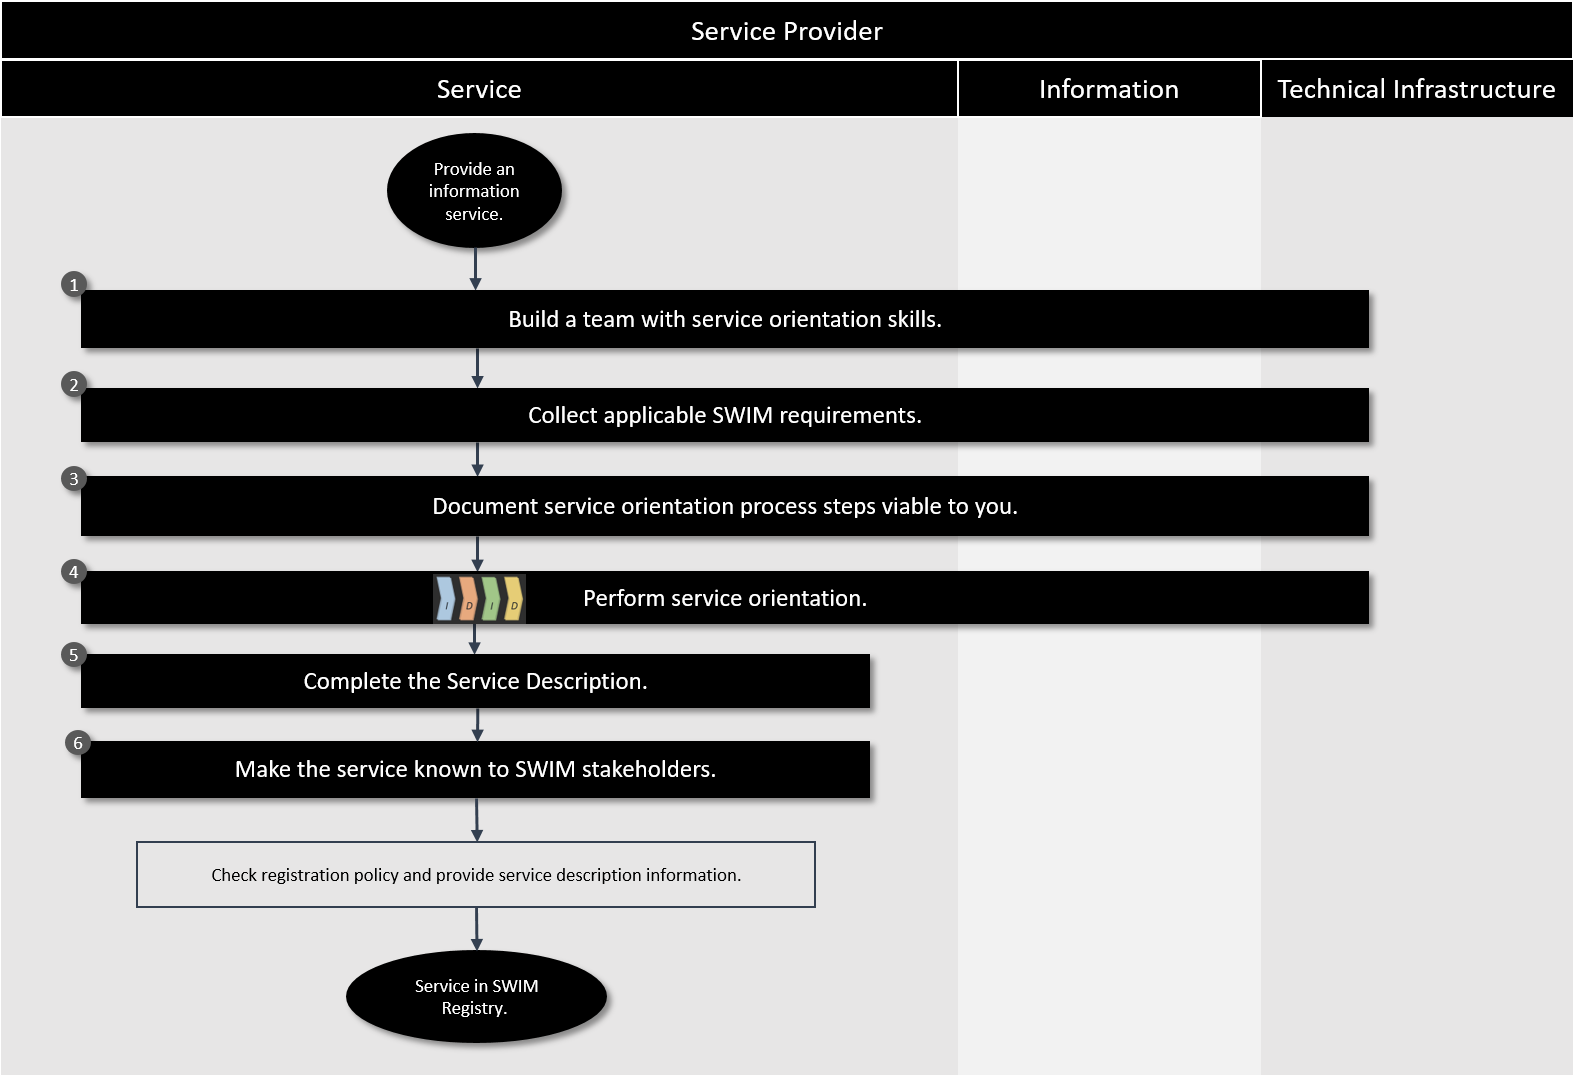 Service Provider
Service
Information
Technical Infrastructure
Provide an
information
service.
1
Build a team with service orientation skills.
2
Collect applicable SWIM requirements.
3
Document service orientation process steps viable to you.
4
I D I D
Perform service orientation.
5
Complete the Service Description.
6
Make the service known to SWIM stakeholders.
Check registration policy and provide service description information.
Service in SWIM
Registry.